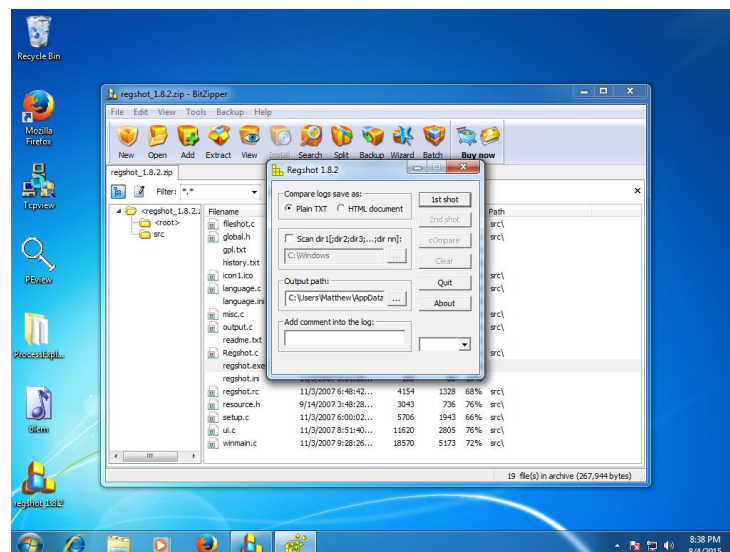 Recycle Bin
Mozilla
Firefox
Tcpview
PEview
ProcessExpl...
regshot_1.8.2
regshot_1.8.2.zip - BitZipper
File Edit View Tools Backup Help
New Open Add Extract View Install Search Split Backup Wizard Batch Buy now
regshot_1.8.2.zip
Filter: *.*
<regshot_1.8.2.
<root>
src
Filename Path
fileshot.c src\
global.h src\
gpl.txt
history.txt
icon1.ico src\
language.c src\
language.ini
misc.c src\
output.c src\
readme.txt
Regshot.c src\
regshot.exe
regshot.ini
regshot.rc 11/3/2007 6:48:42... 4154 1328 68% src\
resource.h 9/14/2007 3:48:28... 3043 736 76% src\
setup.c 11/3/2007 6:00:02... 5706 1943 66% src\
ui.c 11/3/2007 8:51:40... 11620 2805 76% src\
winmain.c 11/3/2007 9:28:26... 18570 5173 72% src\
19 file(s) in archive (267,944 bytes)
Regshot 1.8.2
Compare logs save as:
Plain TXT HTML document
Scan dir1[;dir2;dir3;...;dir nn]:
C:\Windows ...
Output path:
C:\Users\Matthew\AppData ...
Add comment into the log:
1st shot
2nd shot
cOmpare
Clear
Quit
About
8:38 PM
8/4/2015